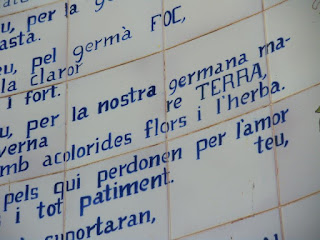 u, per la
asta.
eu, pel germà FOC,
la claror
i fort.
u, per la nostra germana ma-
verna re TERRA,
mb acolorides flors i l'herba.
pels qui perdonen per l'amor
s i tot patiment. teu,
suportaran,